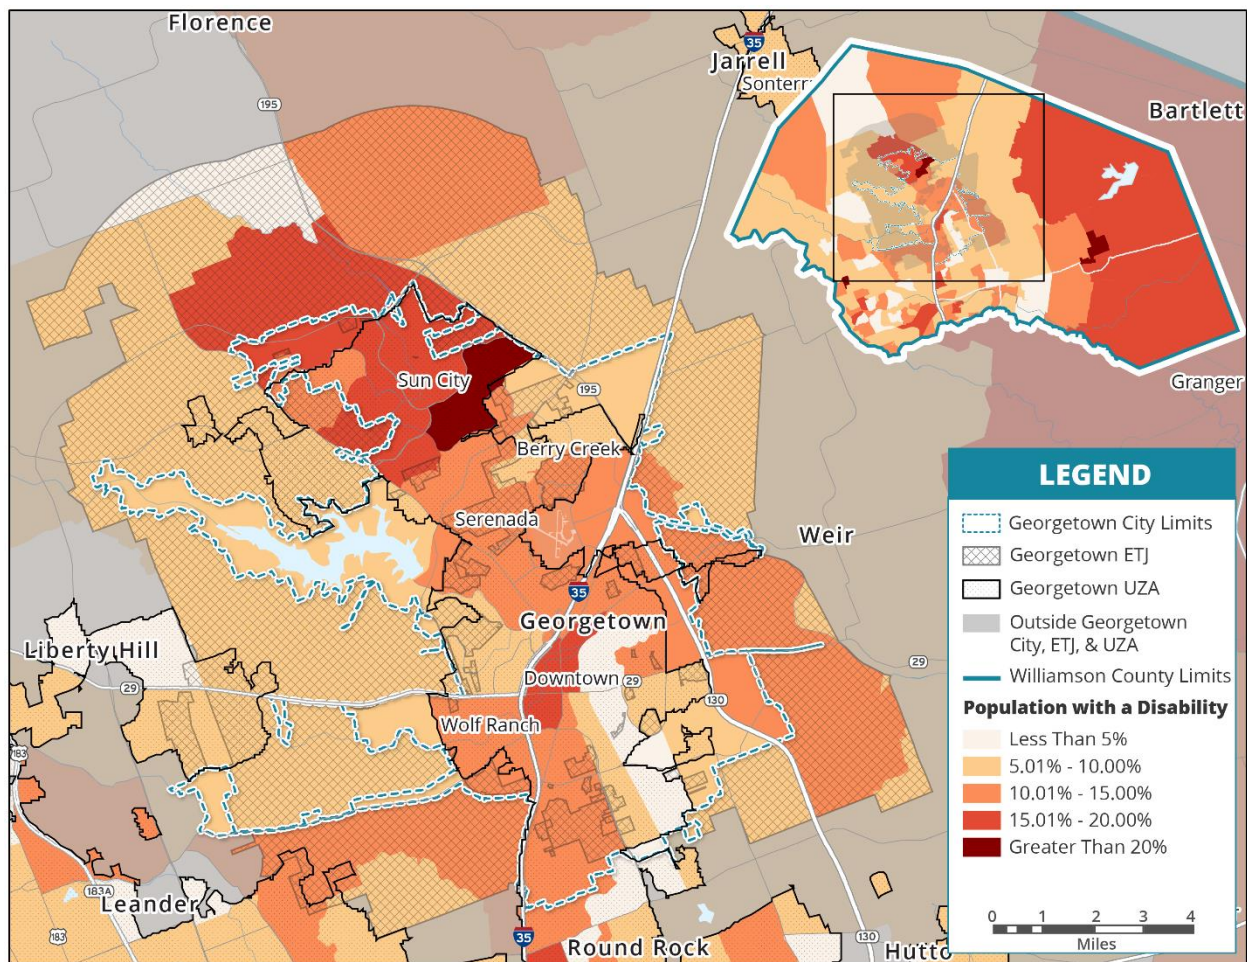 Florence
35
Jarrell
Sonterr
195
Bartlett
Sun City
195
Granger
Berry Creek
LEGEND
Georgetown City Limits
Georgetown ETJ
Georgetown UZA
Outside Georgetown
City, ETJ, & UZA
Williamson County Limits
Population with a Disability
Less Than 5%
5.01% - 10.00%
10.01% - 15.00%
15.01% - 20.00%
Greater Than 20%
0 1 2 3 4
Miles
Serenada
Weir
35
Georgetown
Liberty Hill
29
29
Downtown
29
130
Wolf Ranch
183
183A
Leander
183
35
Round Rock
130
Hutto